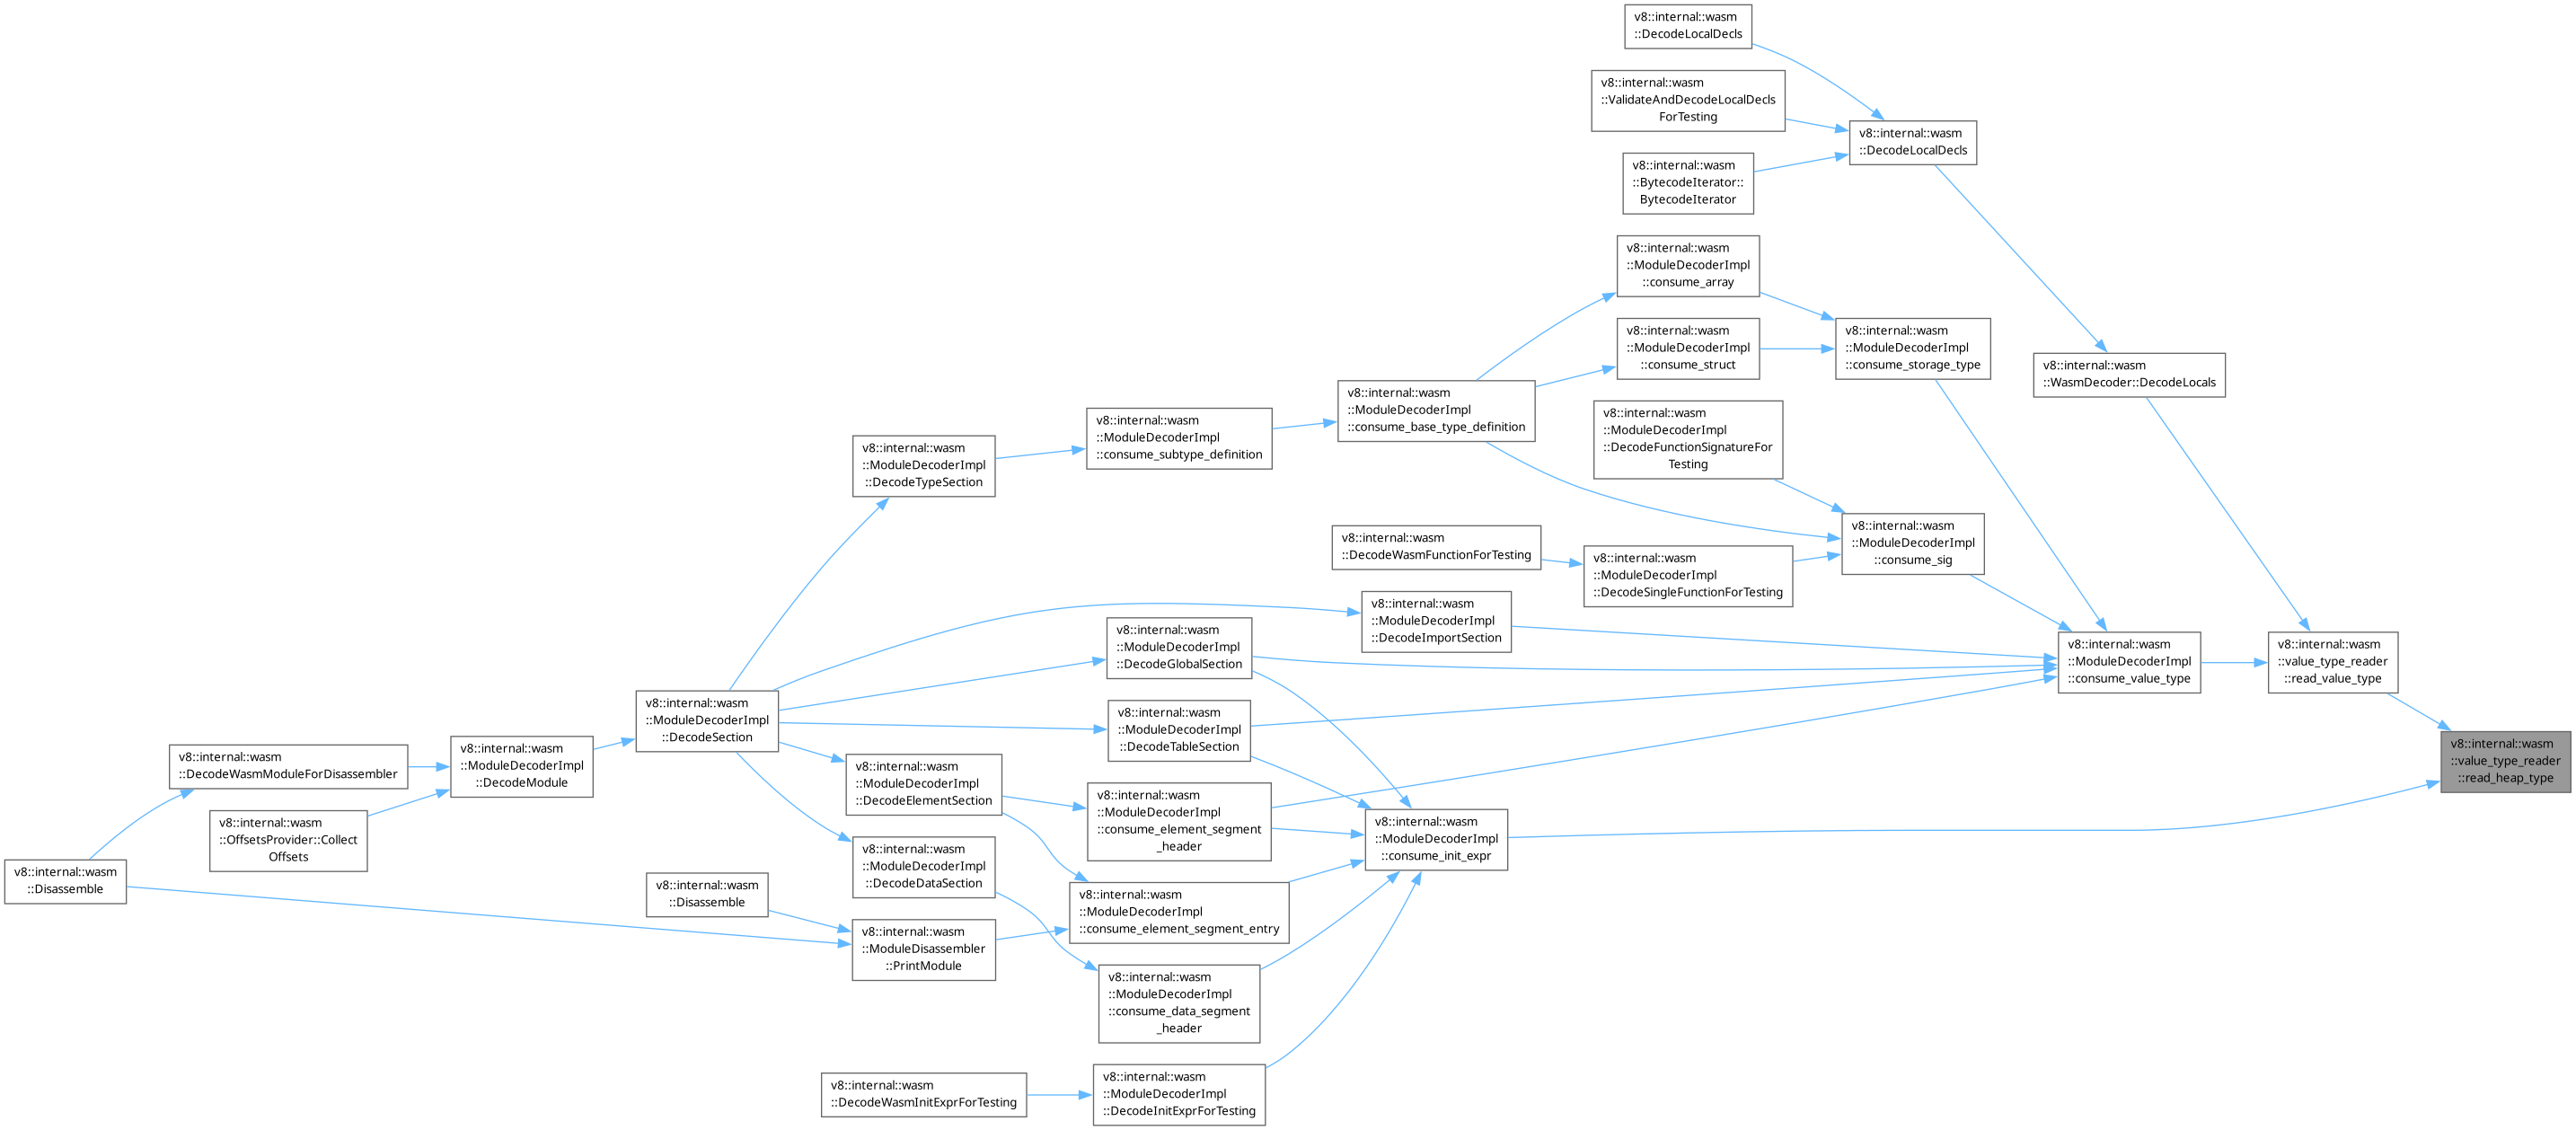 v8::internal::wasm
::DecodeLocalDecls
v8::internal::wasm
::ValidateAndDecodeLocalDecls
ForTesting
v8::internal::wasm
::DecodeLocalDecls
v8::internal::wasm
::BytecodeIterator::
BytecodeIterator
v8::internal::wasm
::ModuleDecoderImpl
::consume_array
v8::internal::wasm
::ModuleDecoderImpl
::consume_struct
v8::internal::wasm
::ModuleDecoderImpl
::consume_storage_type
v8::internal::wasm
::WasmDecoder::DecodeLocals
v8::internal::wasm
::ModuleDecoderImpl
::consume_base_type_definition
v8::internal::wasm
::ModuleDecoderImpl
::DecodeFunctionSignatureFor
Testing
v8::internal::wasm
::ModuleDecoderImpl
::consume_subtype_definition
v8::internal::wasm
::ModuleDecoderImpl
::DecodeTypeSection
v8::internal::wasm
::ModuleDecoderImpl
::consume_sig
v8::internal::wasm
::DecodeWasmFunctionForTesting
v8::internal::wasm
::ModuleDecoderImpl
::DecodeSingleFunctionForTesting
v8::internal::wasm
::ModuleDecoderImpl
::DecodeImportSection
v8::internal::wasm
::ModuleDecoderImpl
::DecodeGlobalSection
v8::internal::wasm
::ModuleDecoderImpl
::consume_value_type
v8::internal::wasm
::value_type_reader
::read_value_type
v8::internal::wasm
::ModuleDecoderImpl
::DecodeSection
v8::internal::wasm
::ModuleDecoderImpl
::DecodeTableSection
v8::internal::wasm
::value_type_reader
::read_heap_type
v8::internal::wasm
::DecodeWasmModuleForDisassembler
v8::internal::wasm
::ModuleDecoderImpl
::DecodeModule
v8::internal::wasm
::ModuleDecoderImpl
::DecodeElementSection
v8::internal::wasm
::ModuleDecoderImpl
::consume_element_segment
_header
v8::internal::wasm
::OffsetsProvider::Collect
Offsets
v8::internal::wasm
::ModuleDecoderImpl
::consume_init_expr
v8::internal::wasm
::ModuleDecoderImpl
::DecodeDataSection
v8::internal::wasm
::Disassemble
v8::internal::wasm
::Disassemble
v8::internal::wasm
::ModuleDecoderImpl
::consume_element_segment_entry
v8::internal::wasm
::ModuleDisassembler
::PrintModule
v8::internal::wasm
::ModuleDecoderImpl
::consume_data_segment
_header
v8::internal::wasm
::DecodeWasmInitExprForTesting
v8::internal::wasm
::ModuleDecoderImpl
::DecodeInitExprForTesting